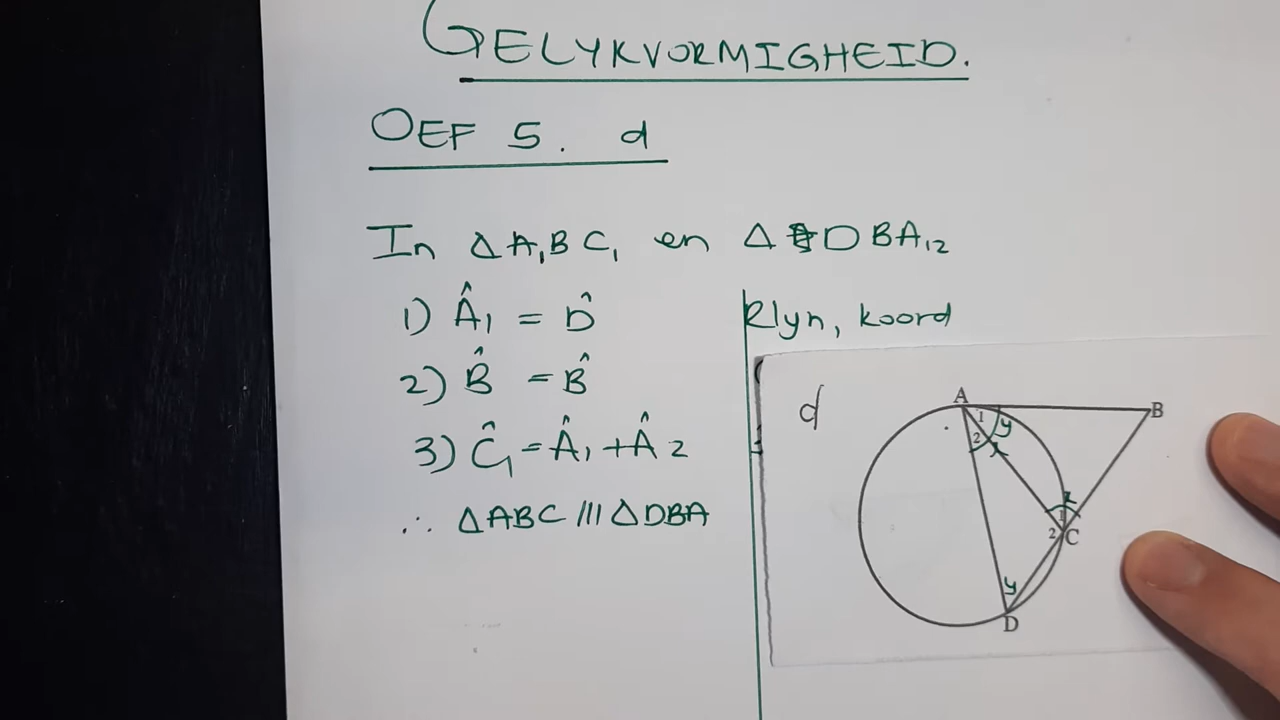 GELYKVORMIGHEID.
OEF 5. d
In ΔA₁BC₁ en ΔDBA₁₂
1) Â₁ = D̂
Rlyn, koord
2) B̂ = B̂
3) Ĉ₁ = Â₁ + Â₂
∴ ΔABC /// ΔDBA
d
A
B
1
y
2
x
x
1
2
C
y
D